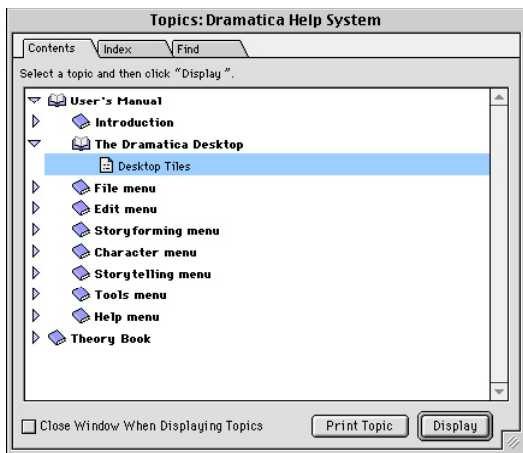 Topics: Dramatica Help System
Contents Index Find
Select a topic and then click "Display ".
User's Manual
Introduction
The Dramatica Desktop
Desktop Tiles
File menu
Edit menu
Storyforming menu
Character menu
Storytelling menu
Tools menu
Help menu
Theory Book
Close Window When Displaying Topics Print Topic Display